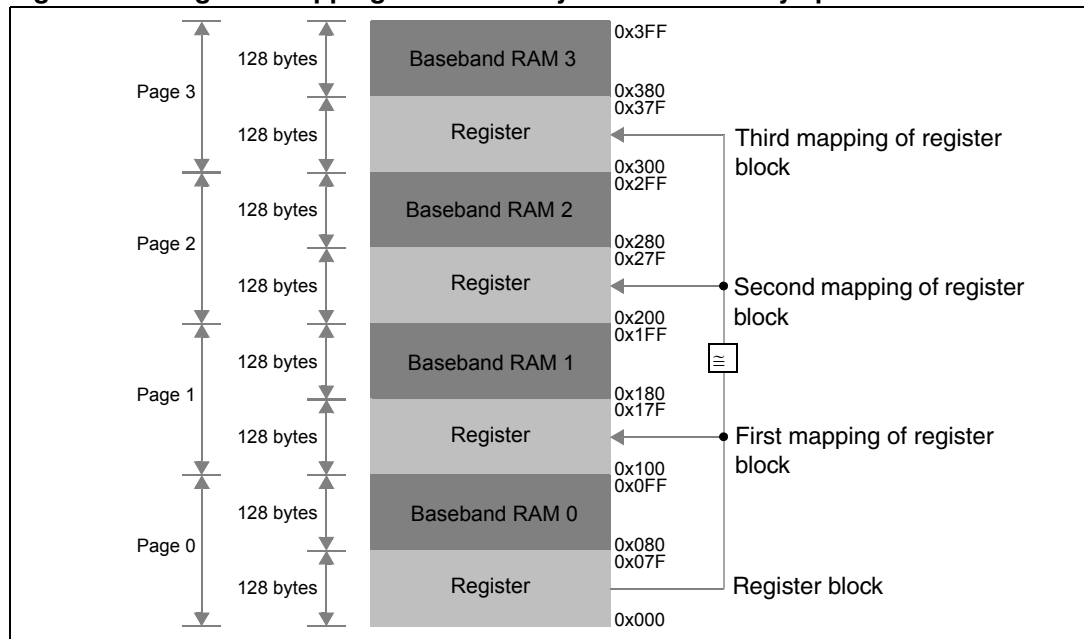 0x3FF
128 bytes
Baseband RAM 3
Page 3
0x380
0x37F
128 bytes
Register
Third mapping of register
block
0x300
0x2FF
128 bytes
Baseband RAM 2
Page 2
0x280
0x27F
128 bytes
Register
Second mapping of register
block
0x200
0x1FF
128 bytes
Baseband RAM 1
≅
Page 1
0x180
0x17F
128 bytes
Register
First mapping of register
block
0x100
0x0FF
128 bytes
Baseband RAM 0
Page 0
0x080
0x07F
128 bytes
Register
Register block
0x000